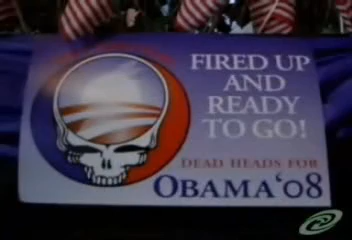 FIRED UP
AND
READY
TO GO!
DEAD HEADS FOR
OBAMA '08